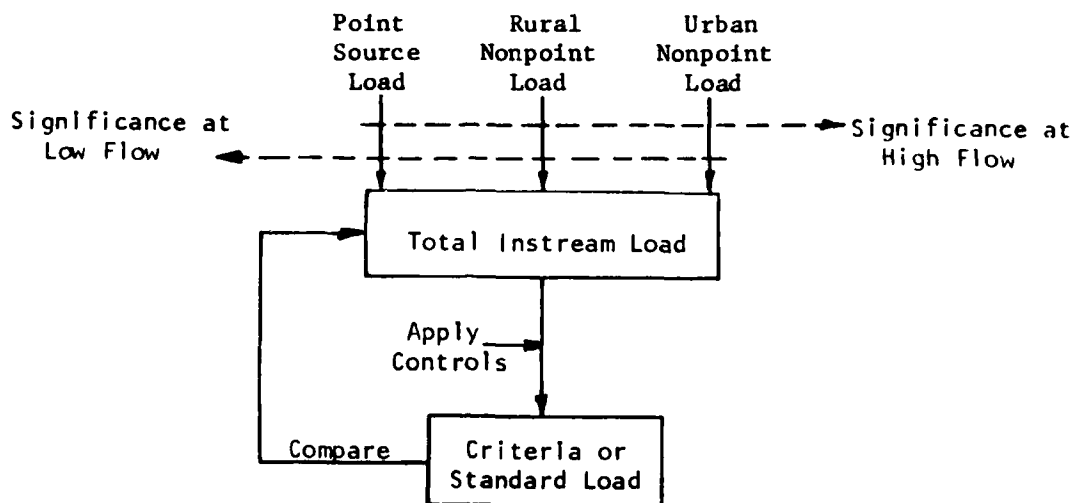 Point
Source
Load
Rural
Nonpoint
Load
Urban
Nonpoint
Load
Significance at
Low Flow
Significance at
High Flow
Total Instream Load
Apply
Controls
Compare
Criteria or
Standard Load